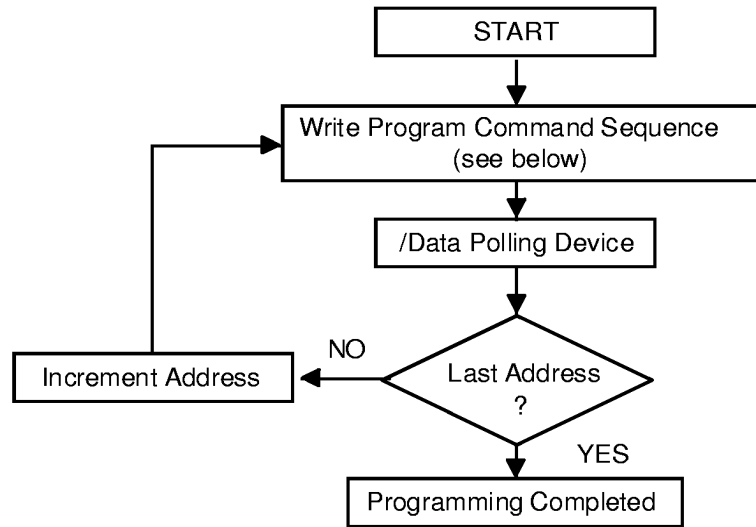 START
Write Program Command Sequence
(see below)
/Data Polling Device
NO
Increment Address
Last Address
?
YES
Programming Completed